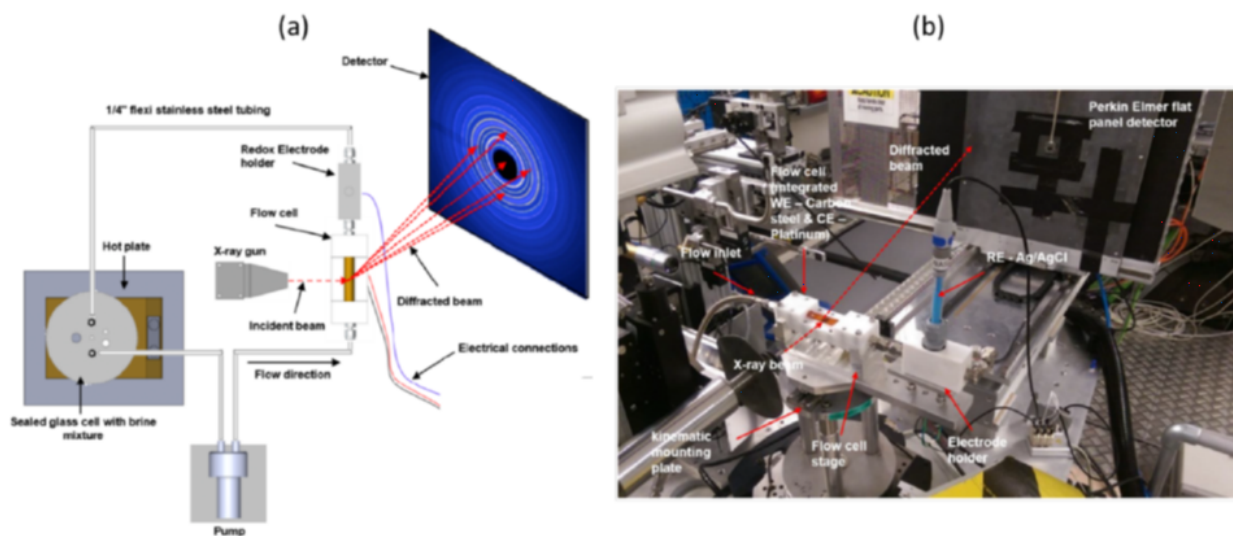 (a)
Detector
1/4" flexi stainless steel tubing
Redox Electrode
holder
Flow cell
Hot plate
X-ray gun
Incident beam
Diffracted beam
Electrical connections
Flow direction
Sealed glass cell with brine
mixture
Pump
(b)
Perkin Elmer flat
panel detector
Diffracted
beam
Flow cell
(integrated
WE – Carbon
steel & CE
Platinum)
Flow inlet
RE - Ag/AgCl
X-ray beam
kinematic
mounting
plate
Flow cell
stage
Electrode
holder